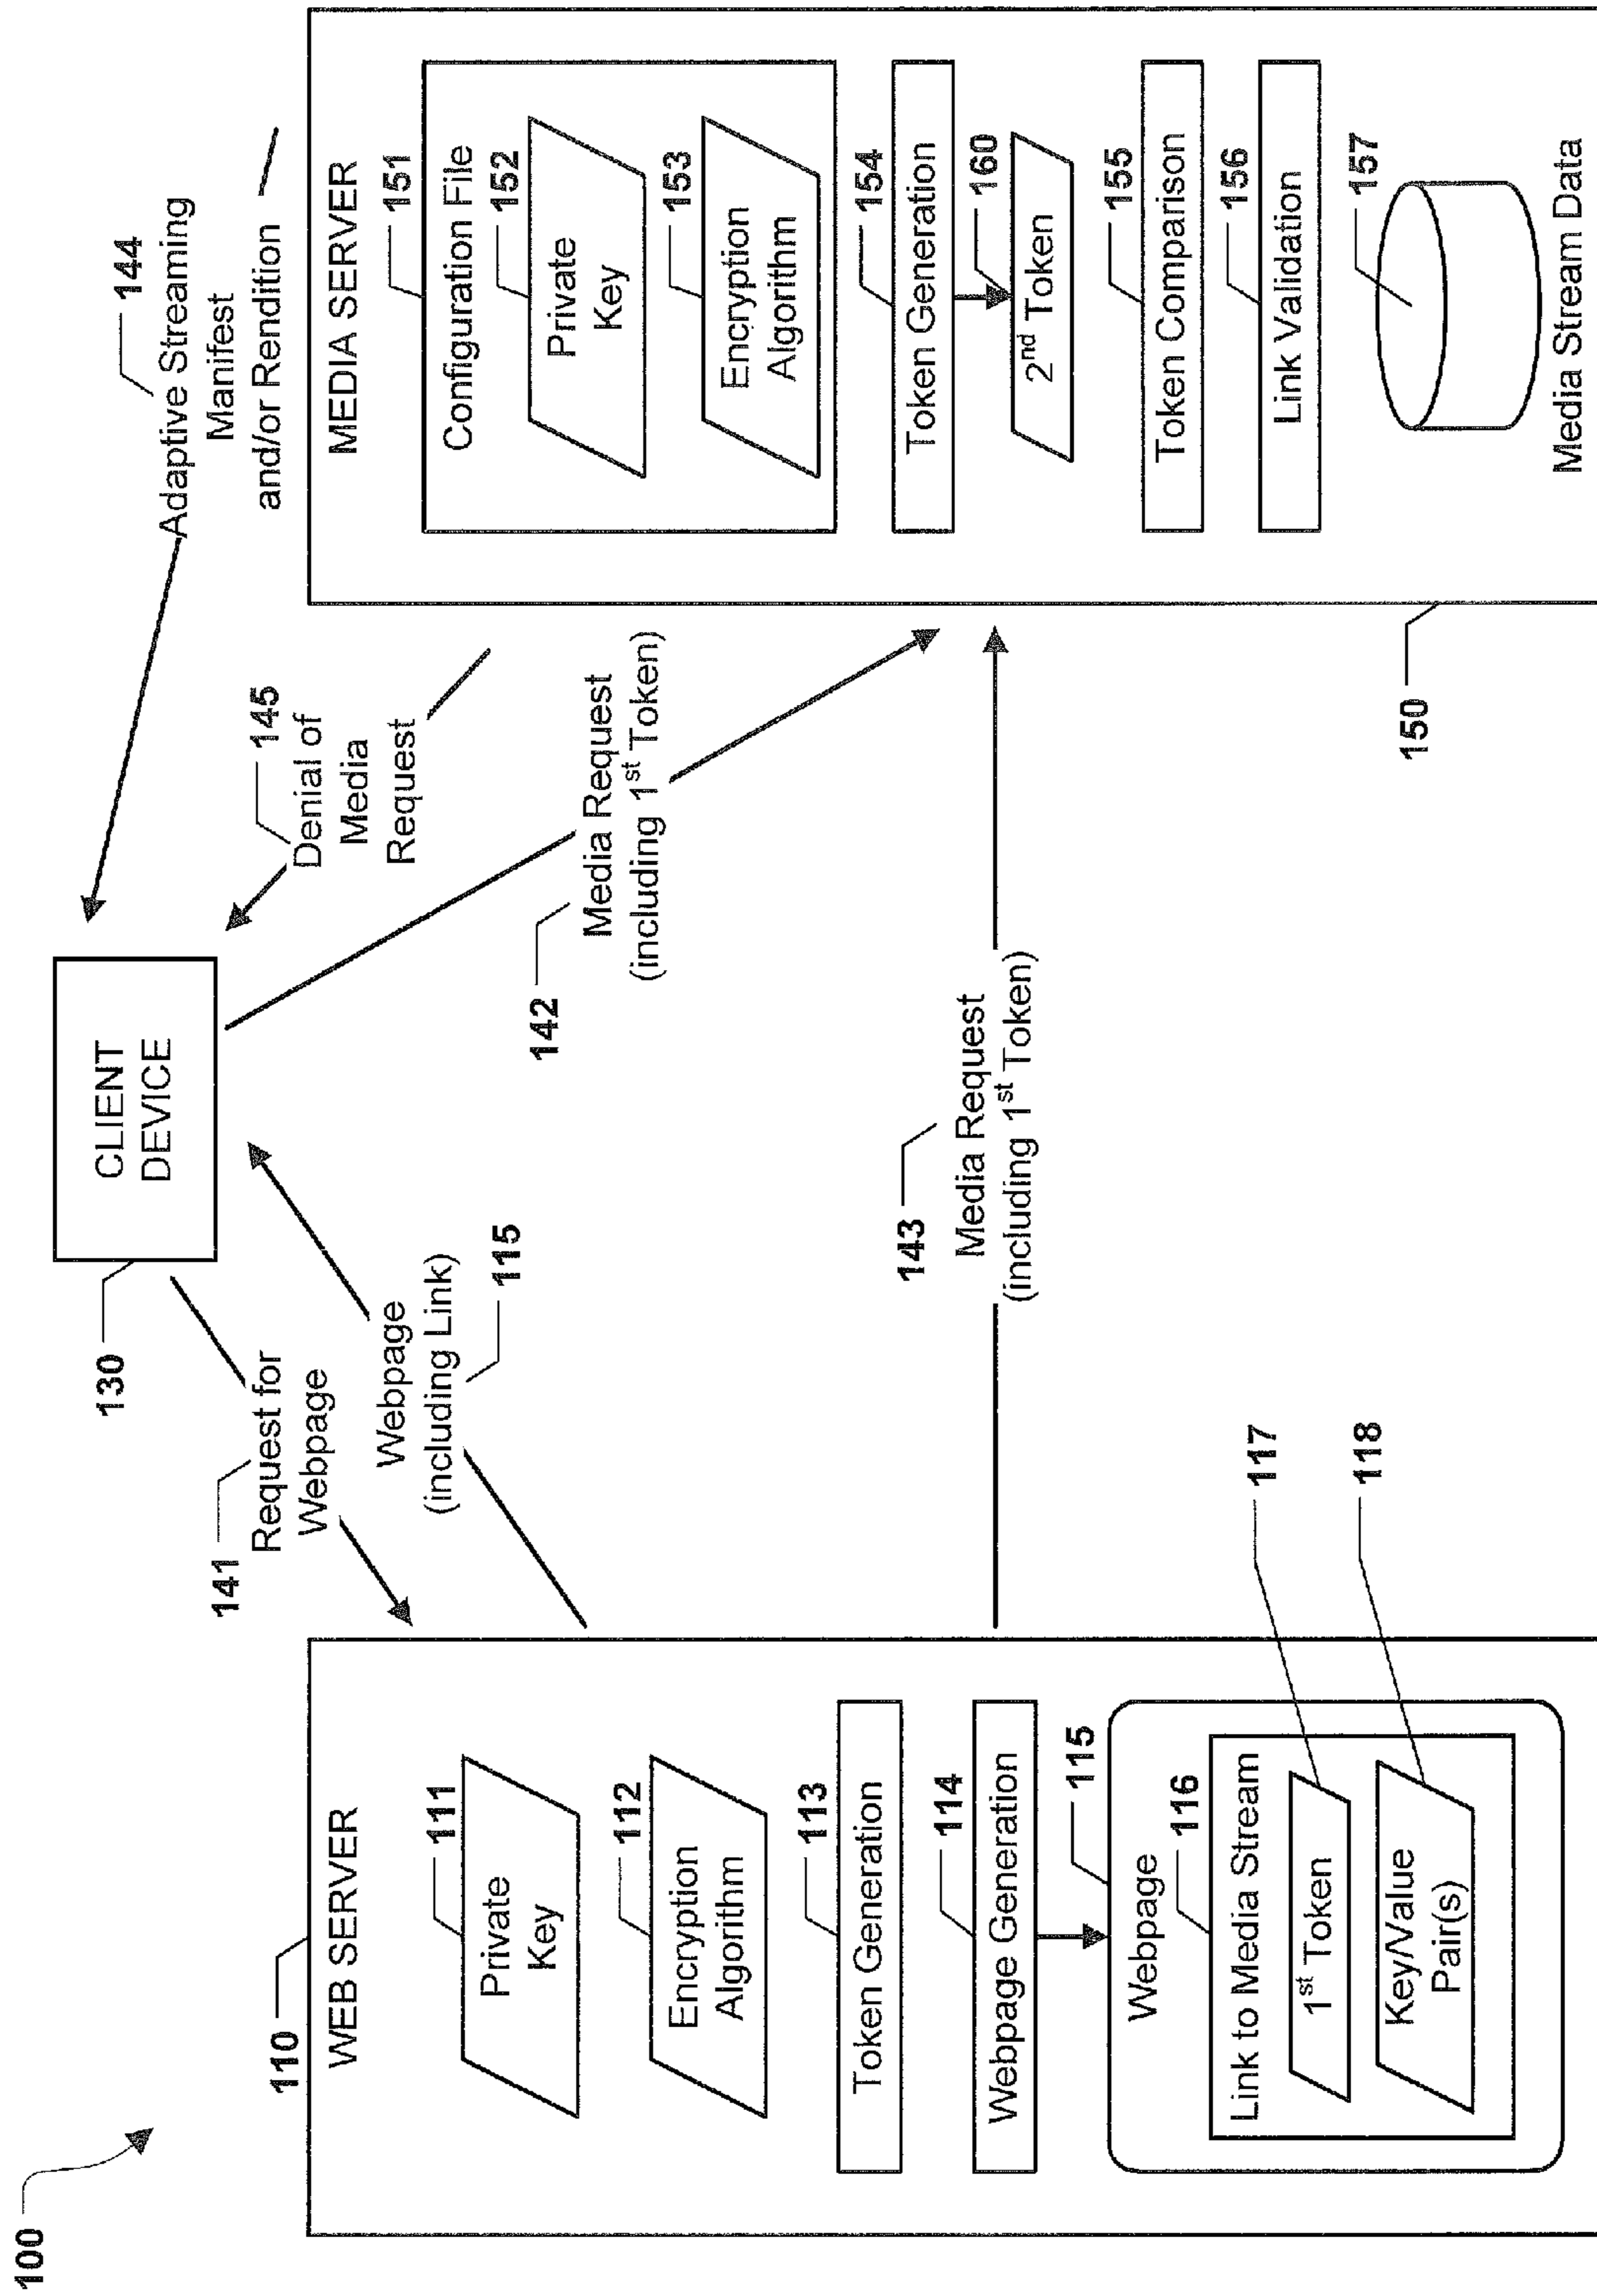 100
CLIENT
DEVICE
130
141
Request for
Webpage
Webpage
(including Link)
115
144
Adaptive Streaming
Manifest
and/or Rendition
145
Denial of
Media
Request
142
Media Request
(including 1st Token)
143
Media Request
(including 1st Token)
110
WEB SERVER
111
Private
Key
112
Encryption
Algorithm
113
Token Generation
114
Webpage Generation
115
Webpage
116
Link to Media Stream
1st Token
117
Key/Value
Pair(s)
118
MEDIA SERVER
151
Configuration File
152
Private
Key
153
Encryption
Algorithm
154
Token Generation
160
2nd Token
155
Token Comparison
156
Link Validation
157
Media Stream Data
150